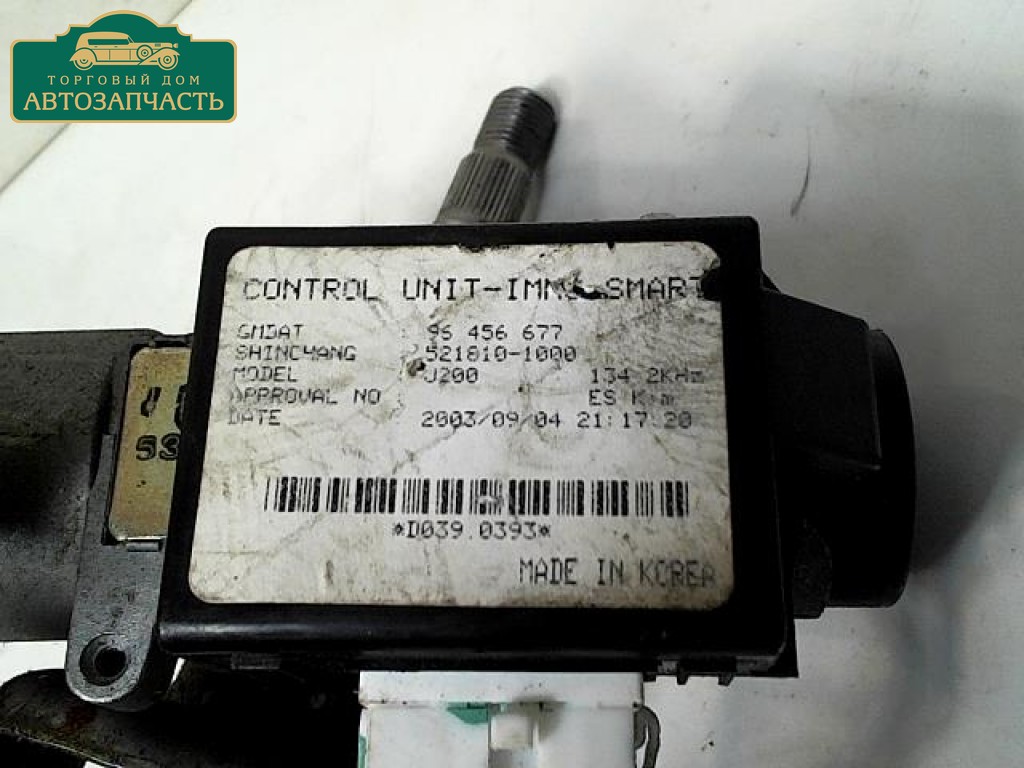 ТОРГОВЫЙ ДОМ
АВТОЗАПЧАСТЬ
CONTROL UNIT-IMMO SMART
GMDAT : 96 456 677
SHINCHANG : 521810-1000
MODEL : J200 134.2KHz
APPROVAL NO :
DATE : 2003/09/04 21:17:20
*D039 0393*
MADE IN KOREA
53